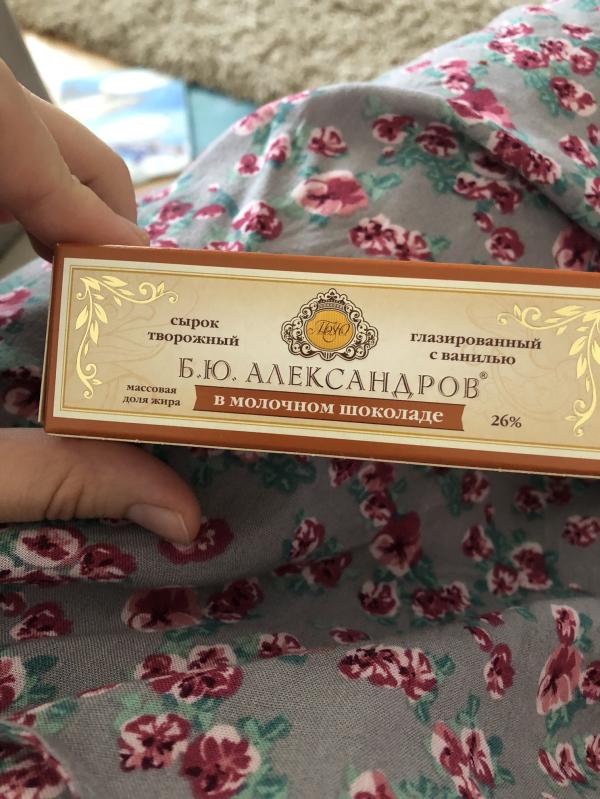 сырок
творожный
глазированный
с ванилью
Б.Ю. АЛЕКСАНДРОВ®
массовая
доля жира
в молочном шоколаде
26%